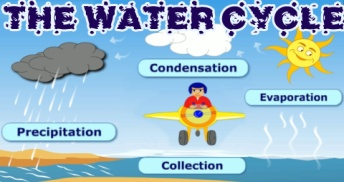 THE WATER CYCLE
Condensation
Evaporation
Precipitation
Collection